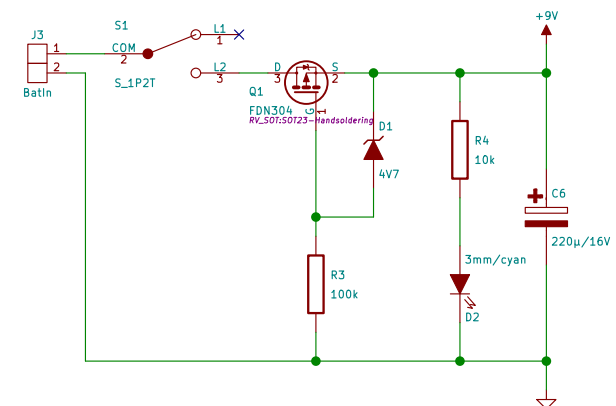 +9V
S1
J3
L1
1
1
COM
2
2
L2
3
D
3
S
2
BatIn
S_1P2T
Q1
FDN304
G
1
RV_SOT:SOT23-Handsoldering
D1
R4
10k
4V7
C6
220µ/16V
3mm/cyan
R3
100k
D2